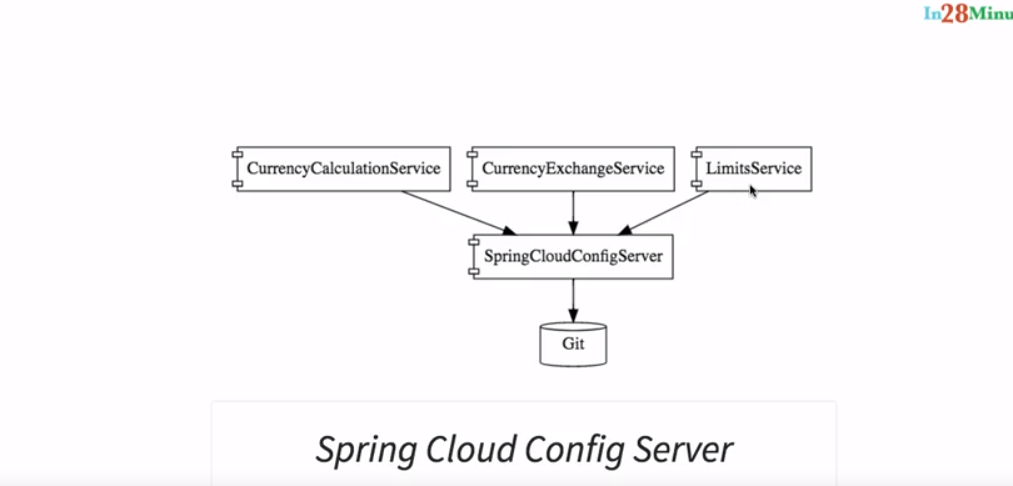 In28Minu
CurrencyCalculationService
CurrencyExchangeService
LimitsService
SpringCloudConfigServer
Git
Spring Cloud Config Server